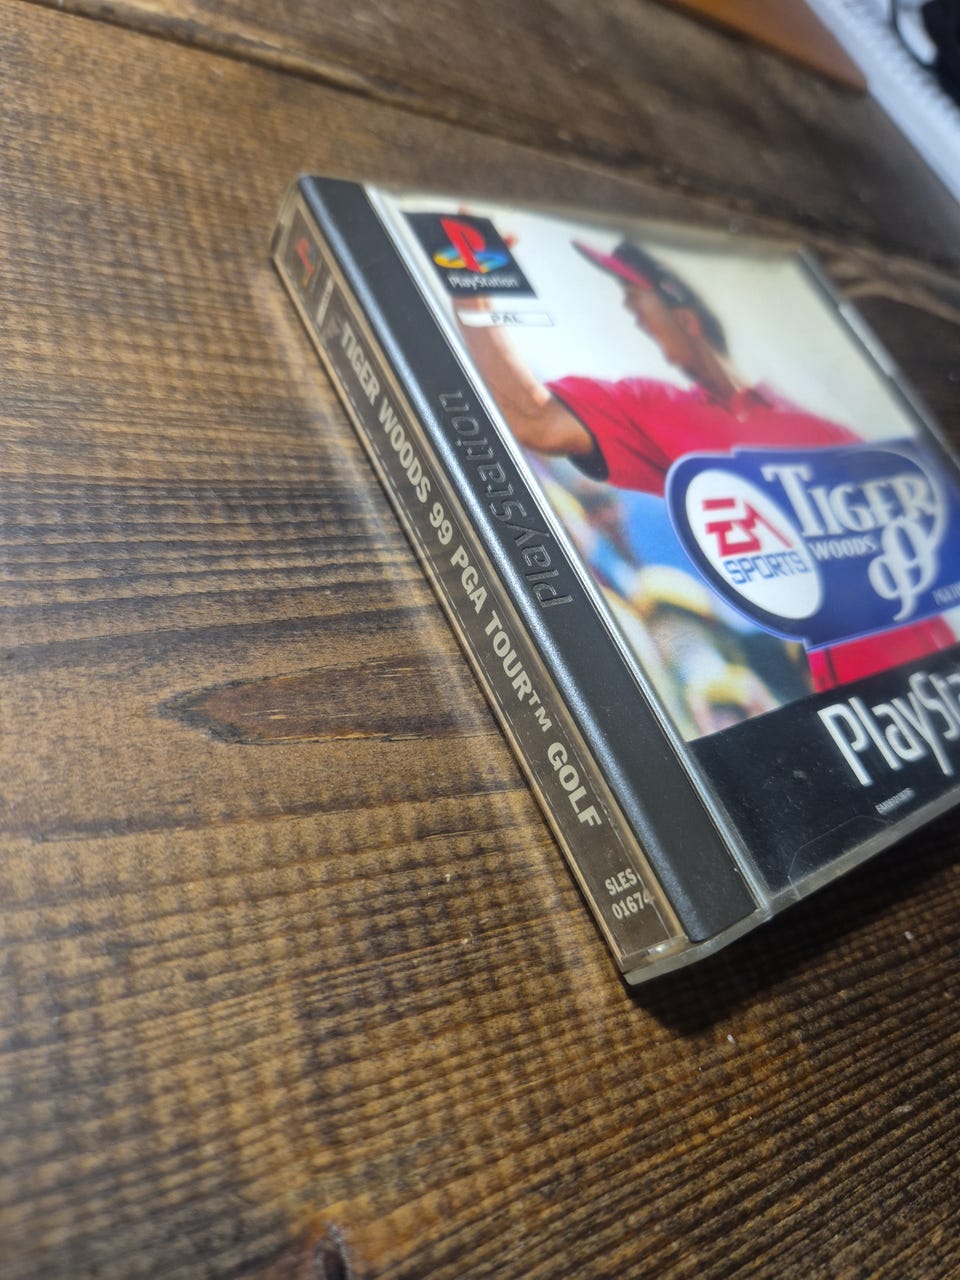 TIGER WOODS 99 PGA TOUR™ GOLF
SLES
01674
PlayStation
PlayStation
PAL
EA
SPORTS
TIGER
WOODS
99
PlaySta